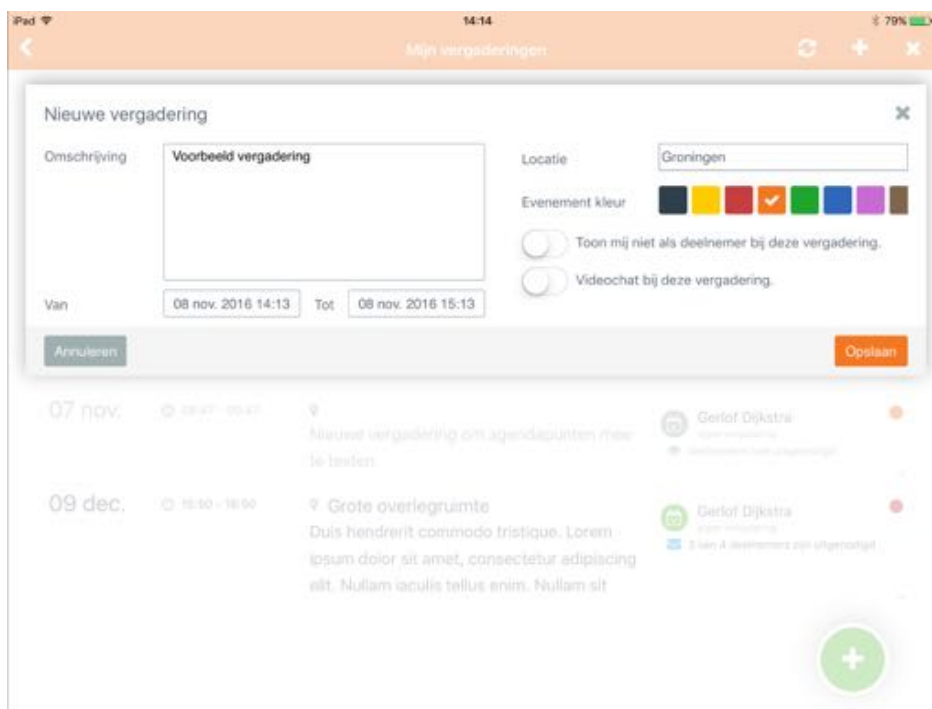 iPad 14:14 79%
Mijn vergaderingen
Nieuwe vergadering
Omschrijving Voorbeeld vergadering Locatie Groningen
Evenement kleur
Toon mij niet als deelnemer bij deze vergadering.
Videochat bij deze vergadering.
Van 08 nov. 2016 14:13 Tot 08 nov. 2016 15:13
Annuleren Opslaan
07 nov. Gerlof Dijkstra
Nieuwe vergadering om agendapunten mee
te testen
09 dec. Grote overlegruimte Gerlof Dijkstra
Duis hendrerit commodo tristique. Lorem
ipsum dolor sit amet, consectetur adipiscing
elit. Nullam iaculis tellus enim. Nullam sit